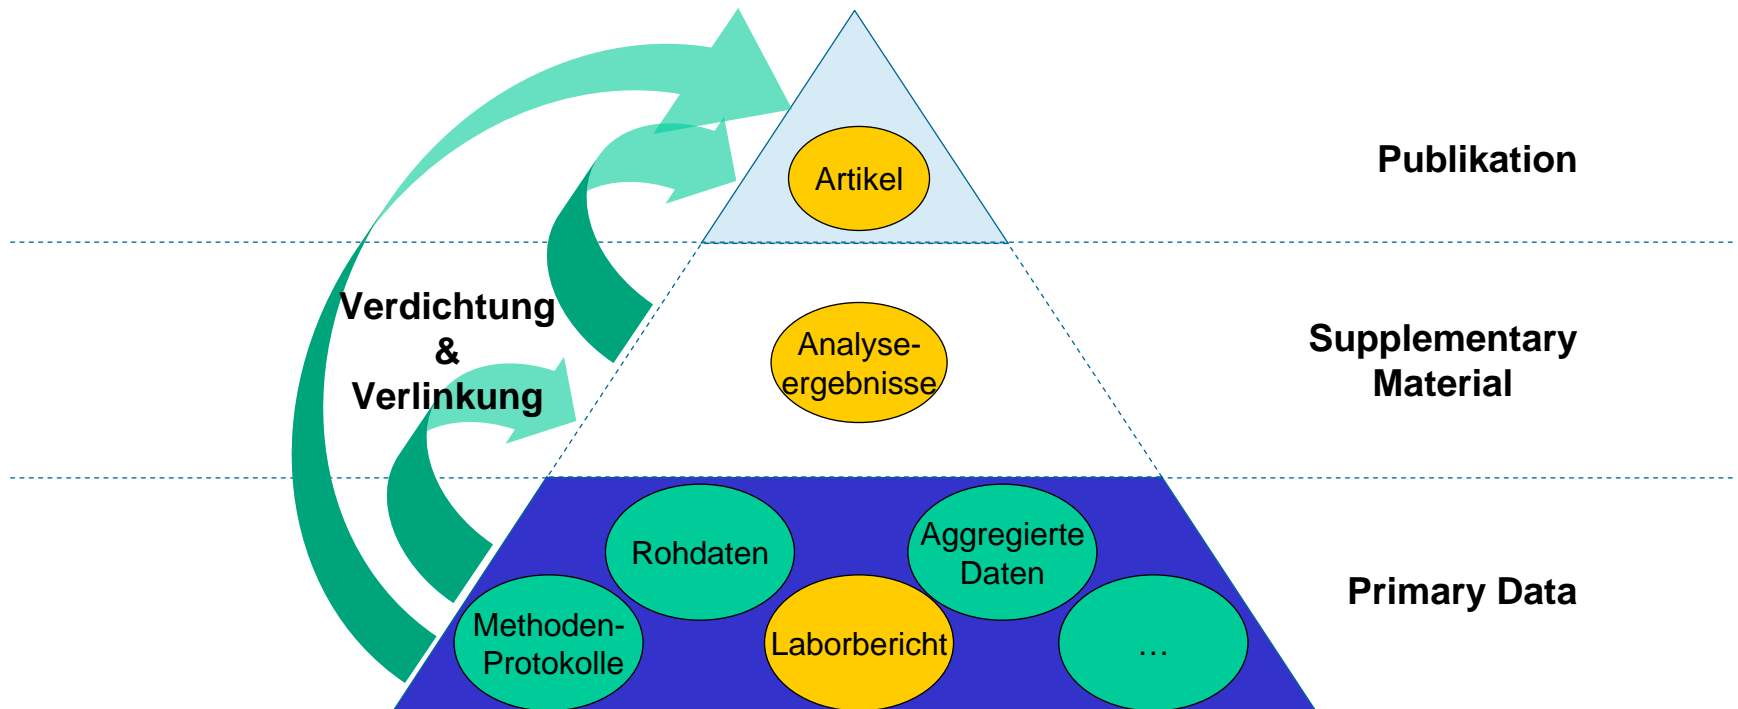 Artikel
Publikation
Verdichtung
&
Verlinkung
Analyse-
ergebnisse
Supplementary
Material
Rohdaten
Aggregierte
Daten
Primary Data
Methoden-
Protokolle
Laborbericht
…